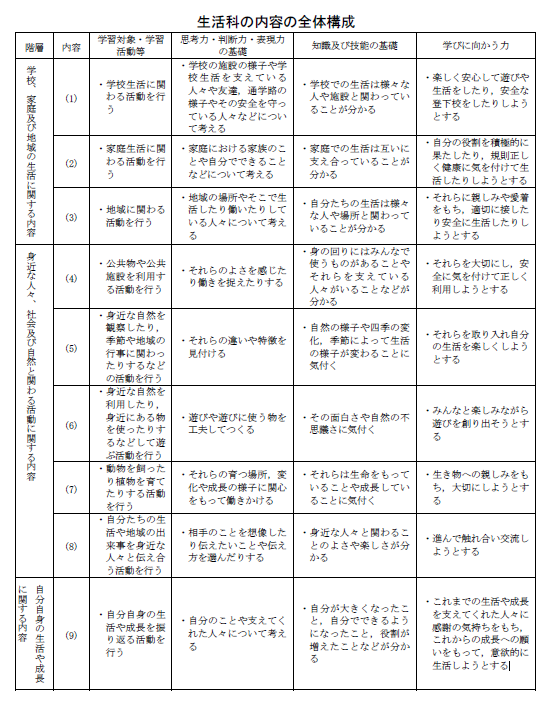 生活科の内容の全体構成
階層
内容
学習対象・学習
活動等
思考力・判断力・表現力
の基礎
知識及び技能の基礎
学びに向かう力
学校、家庭及び地域の生活に関する内容
(1)
・学校生活に関
わる活動を行
う
・学校の施設の様子や学
校生活を支えている
人々や友達，通学路の
様子やその安全を守っ
ている人々などについ
て考える
・学校での生活は様々な
人や施設と関わってい
ることが分かる
・楽しく安心して遊びや
生活をしたり，安全な
登下校をしたりしよう
とする
(2)
・家庭生活に関
わる活動を行
う
・家庭における家族のこ
とや自分でできること
などについて考える
・家庭での生活は互いに
支え合っていることが
分かる
・自分の役割を積極的に
果たしたり，規則正し
く健康に気を付けて生
活したりしようとする
(3)
・地域に関わる
活動を行う
・地域の場所やそこで生
活したり働いたりして
いる人々について考え
る
・自分たちの生活は様々
な人や場所と関わって
いることが分かる
・それらに親しみや愛着
をもち，適切に接した
り安全に生活したりし
ようとする
身近な人々、社会及び自然と関わる活動に関する内容
(4)
・公共物や公共
施設を利用す
る活動を行う
・それらのよさを感じた
り働きを捉えたりする
・身の回りにはみんなで
使うものがあることや
それらを支えている
人々がいることなどが
分かる
・それらを大切にし，安
全に気を付けて正しく
利用しようとする
(5)
・身近な自然を
観察したり，
季節や地域の
行事に関わっ
たりするなど
の活動を行う
・それらの違いや特徴を
見付ける
・自然の様子や四季の変
化，季節によって生活
の様子が変わることに
気付く
・それらを取り入れ自分
の生活を楽しくしよう
とする
(6)
・身近な自然を
利用したり，
身近にある物
を使ったりす
るなどして遊
ぶ活動を行う
・遊びや遊びに使う物を
工夫してつくる
・その面白さや自然の不
思議さに気付く
・みんなと楽しみながら
遊びを創り出そうとす
る
(7)
・動物を飼った
り植物を育て
たりする活動
を行う
・それらの育つ場所，変
化や成長の様子に関心
をもって働きかける
・それらは生命をもって
いることや成長してい
ることに気付く
・生き物への親しみをも
ち，大切にしようとす
る
(8)
・自分たちの生
活や地域の出
来事を身近な
人々と伝え合
う活動を行う
・相手のことを想像した
り伝えたいことや伝え
方を選んだりする
・身近な人々と関わるこ
とのよさや楽しさが分
かる
・進んで触れ合い交流し
ようとする
自分自身の生活や成長
に関する内容
(9)
・自分自身の生
活や成長を振
り返る活動を
行う
・自分のことや支えてく
れた人々について考え
る
・自分が大きくなったこ
と，自分でできるよう
になったこと，役割が
増えたことなどが分か
る
・これまでの生活や成長
を支えてくれた人々に
感謝の気持ちをもち，
これからの成長への願
いをもって，意欲的に
生活しようとする